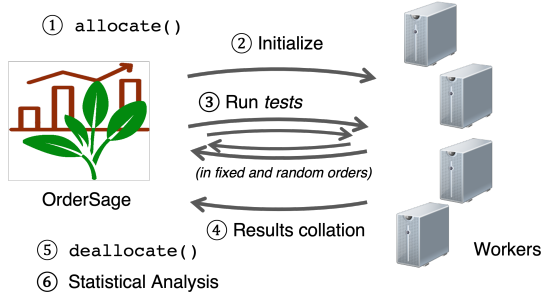 ① allocate()
② Initialize
③ Run tests
(in fixed and random orders)
OrderSage
④ Results collation
⑤ deallocate()
Workers
⑥ Statistical Analysis